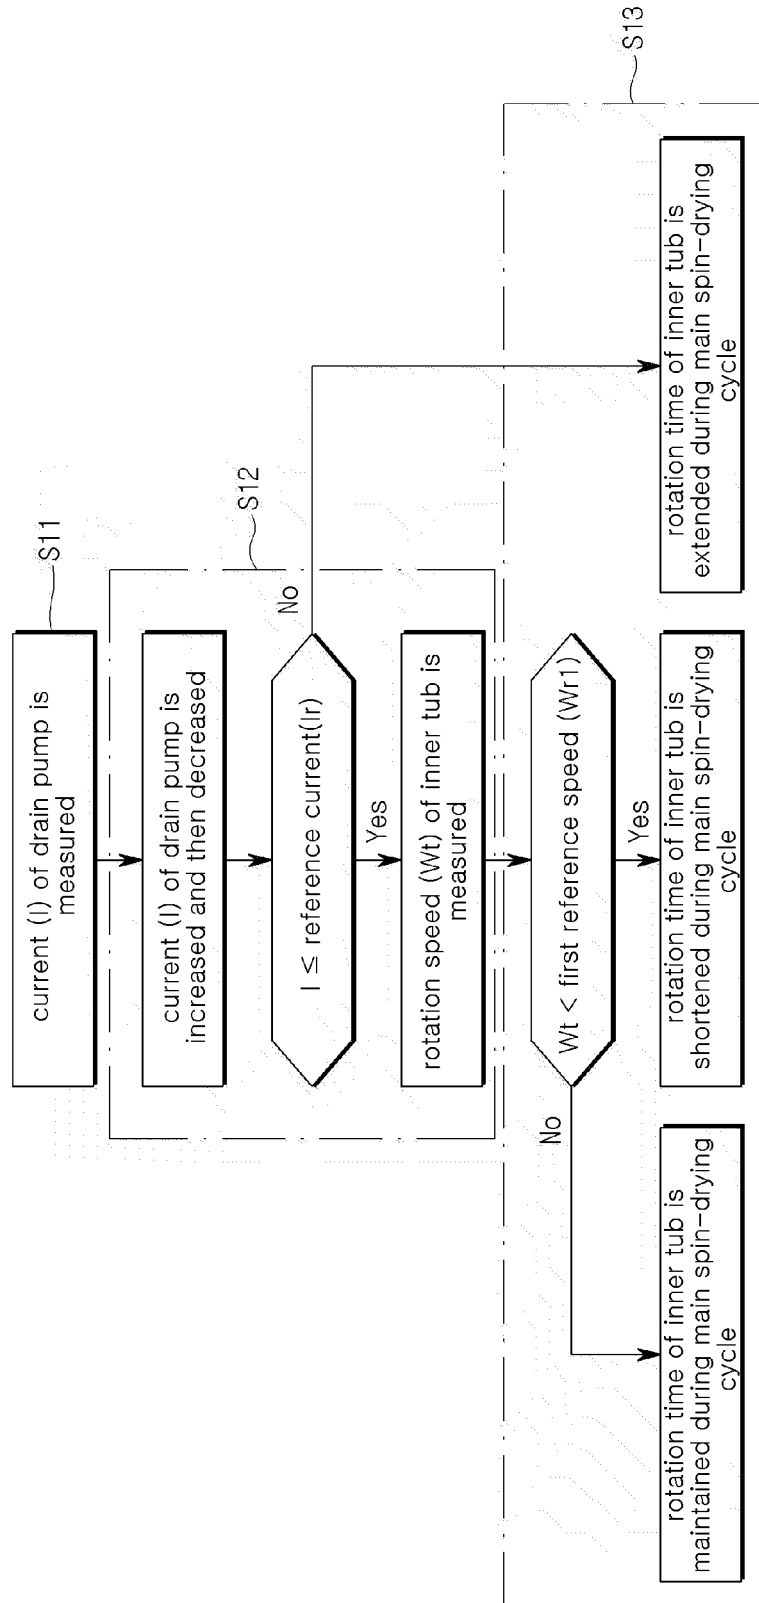 current (I) of drain pump is
measured
S11
current (I) of drain pump is
increased and then decreased
S12
I ≤ reference current(Ir)
No
Yes
rotation speed (Wt) of inner tub is
measured
S13
Wt < first reference speed (Wr1)
No
Yes
rotation time of inner tub is
maintained during main spin-drying
cycle
rotation time of inner tub is
shortened during main spin-drying
cycle
rotation time of inner tub is
extended during main spin-drying
cycle